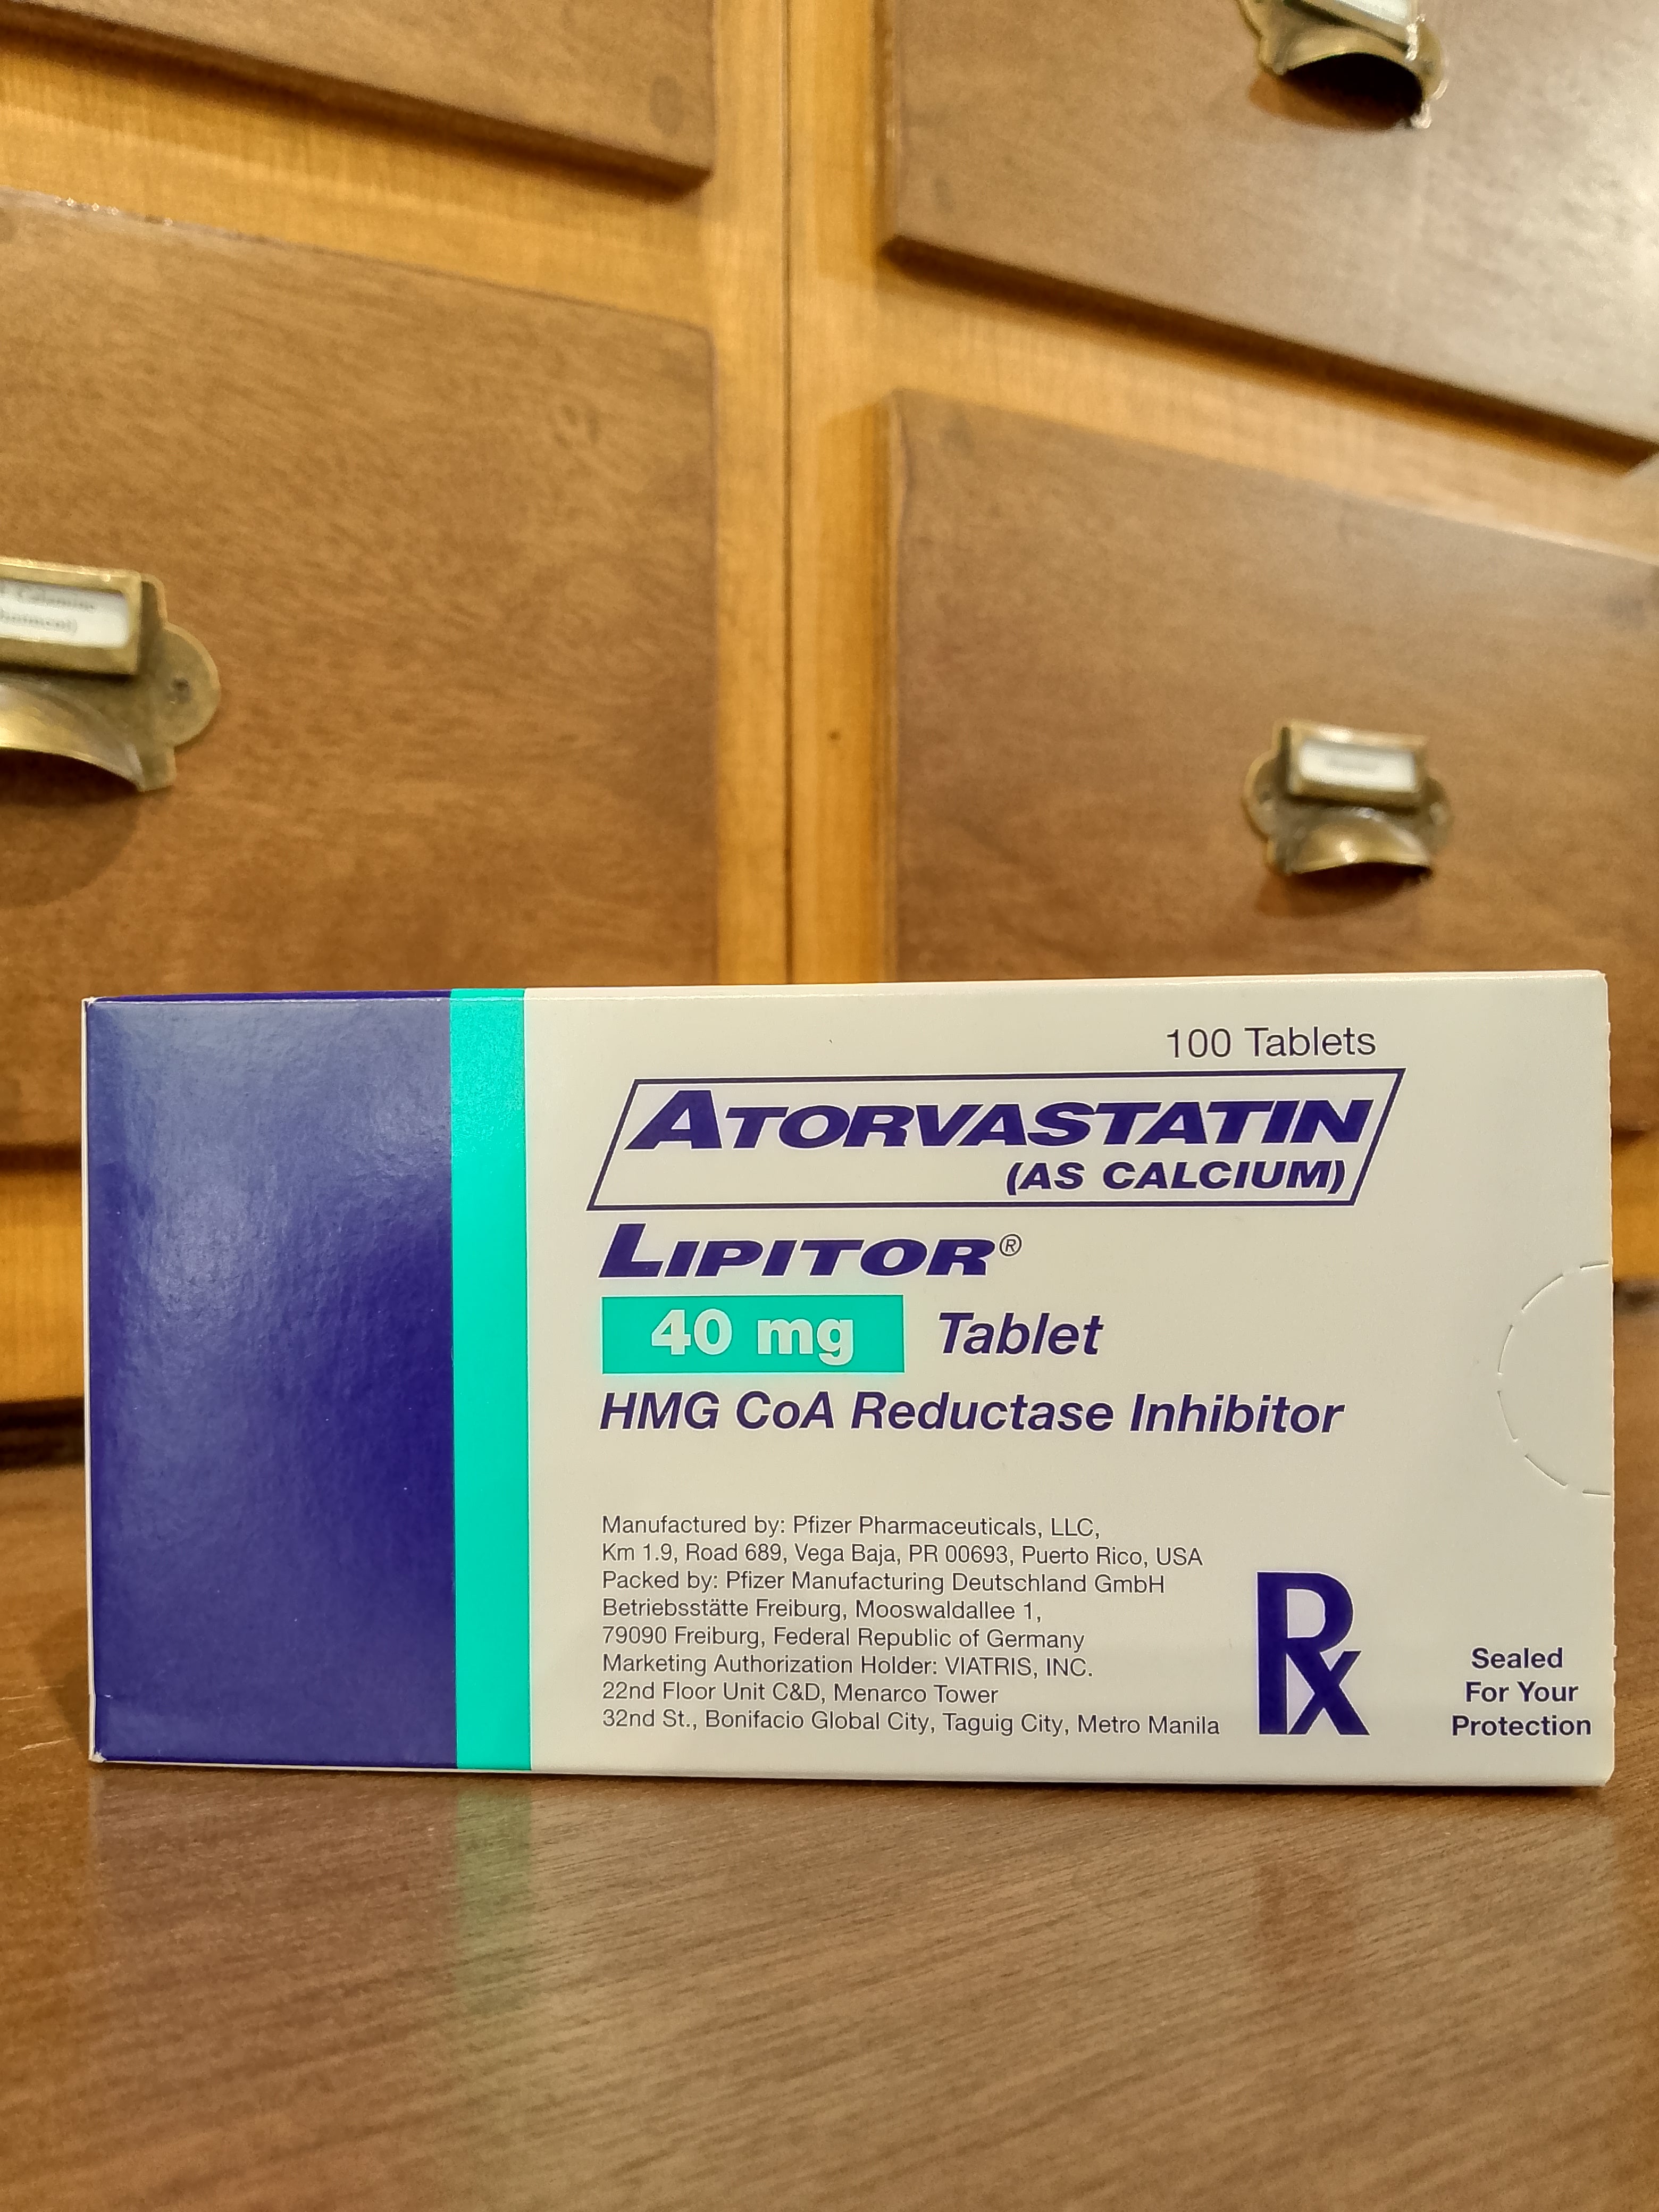 100 Tablets
ATORVASTATIN
(AS CALCIUM)
LIPITOR®
40 mg Tablet
HMG CoA Reductase Inhibitor
Manufactured by: Pfizer Pharmaceuticals, LLC,
Km 1.9, Road 689, Vega Baja, PR 00693, Puerto Rico, USA
Packed by: Pfizer Manufacturing Deutschland GmbH
Betriebsstätte Freiburg, Mooswaldallee 1,
79090 Freiburg, Federal Republic of Germany
Marketing Authorization Holder: VIATRIS, INC.
22nd Floor Unit C&D, Menarco Tower
32nd St., Bonifacio Global City, Taguig City, Metro Manila
Rx
Sealed
For Your
Protection